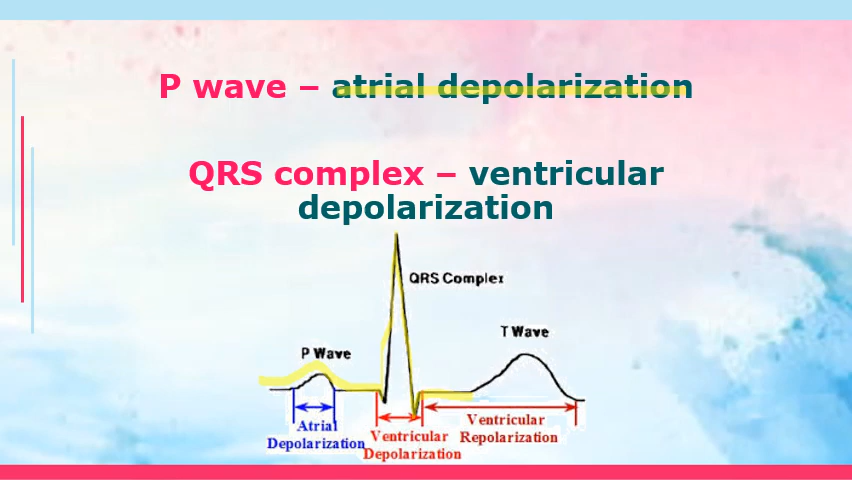 P wave – atrial depolarization
QRS complex – ventricular
depolarization
QRS Complex
T Wave
P Wave
Atrial
Depolarization
Ventricular
Depolarization
Ventricular
Repolarization